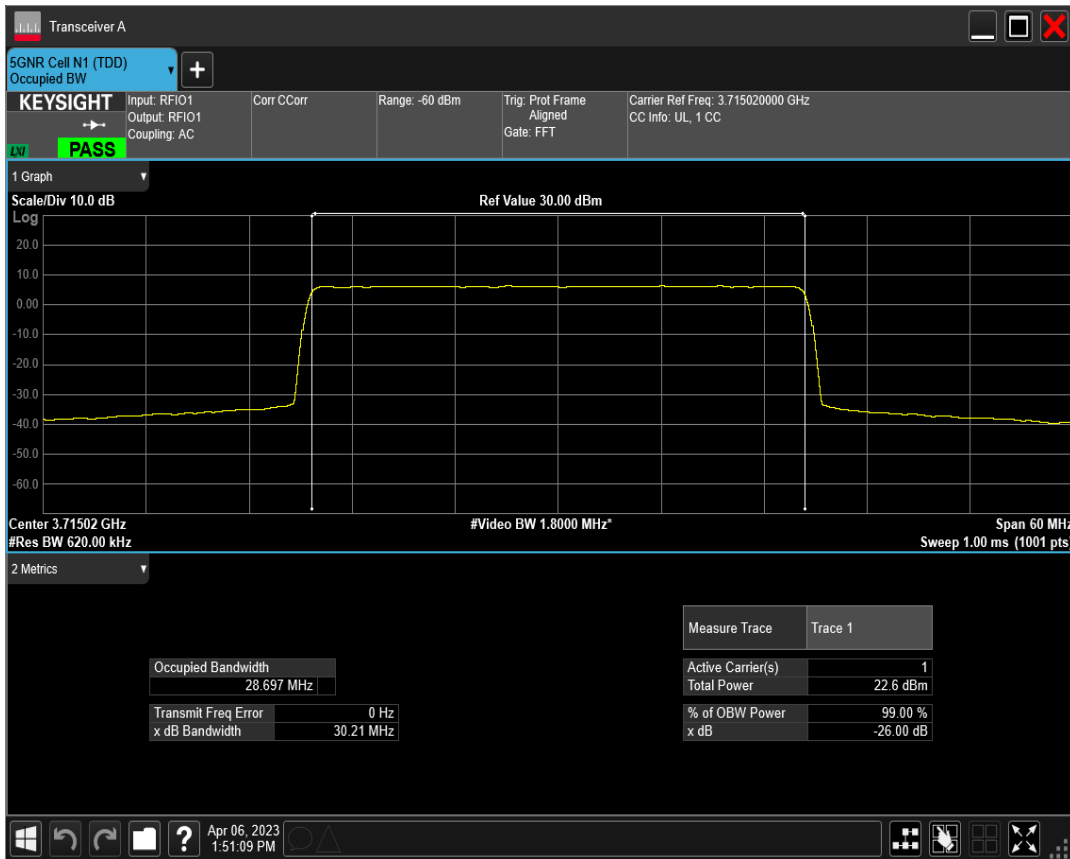 Transceiver A
5GNR Cell N1 (TDD)
Occupied BW
+
KEYSIGHT
LXI
PASS
Input: RFIO1
Output: RFIO1
Coupling: AC
Corr CCorr
Range: -60 dBm
Trig: Prot Frame
Aligned
Gate: FFT
Carrier Ref Freq: 3.715020000 GHz
CC Info: UL, 1 CC
1 Graph
Scale/Div 10.0 dB
Ref Value 30.00 dBm
Log
20.0
10.0
0.00
-10.0
-20.0
-30.0
-40.0
-50.0
-60.0
Center 3.71502 GHz
#Video BW 1.8000 MHz*
Span 60 MHz
#Res BW 620.00 kHz
Sweep 1.00 ms (1001 pts)
2 Metrics
Measure Trace Trace 1
Occupied Bandwidth
28.697 MHz
Active Carrier(s) 1
Total Power 22.6 dBm
Transmit Freq Error 0 Hz
x dB Bandwidth 30.21 MHz
% of OBW Power 99.00 %
x dB -26.00 dB
?
Apr 06, 2023
1:51:09 PM